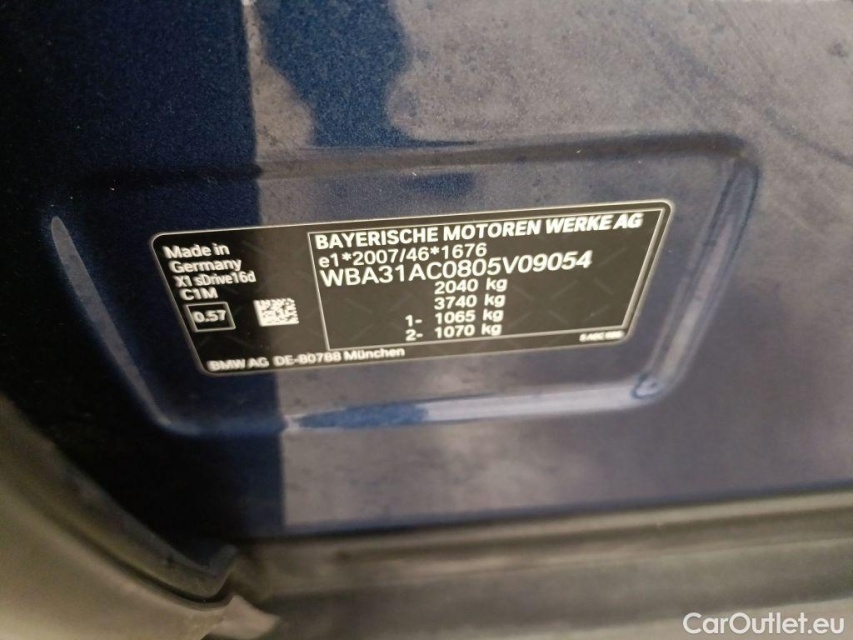 BAYERISCHE MOTOREN WERKE AG
e1*2007/46*1676
WBA31AC0805V09054
2040 kg
3740 kg
1- 1065 kg
2- 1070 kg
Made in
Germany
X1 sDrive16d
C1M
0.57
BMW AG DE-80788 München
CarOutlet.eu